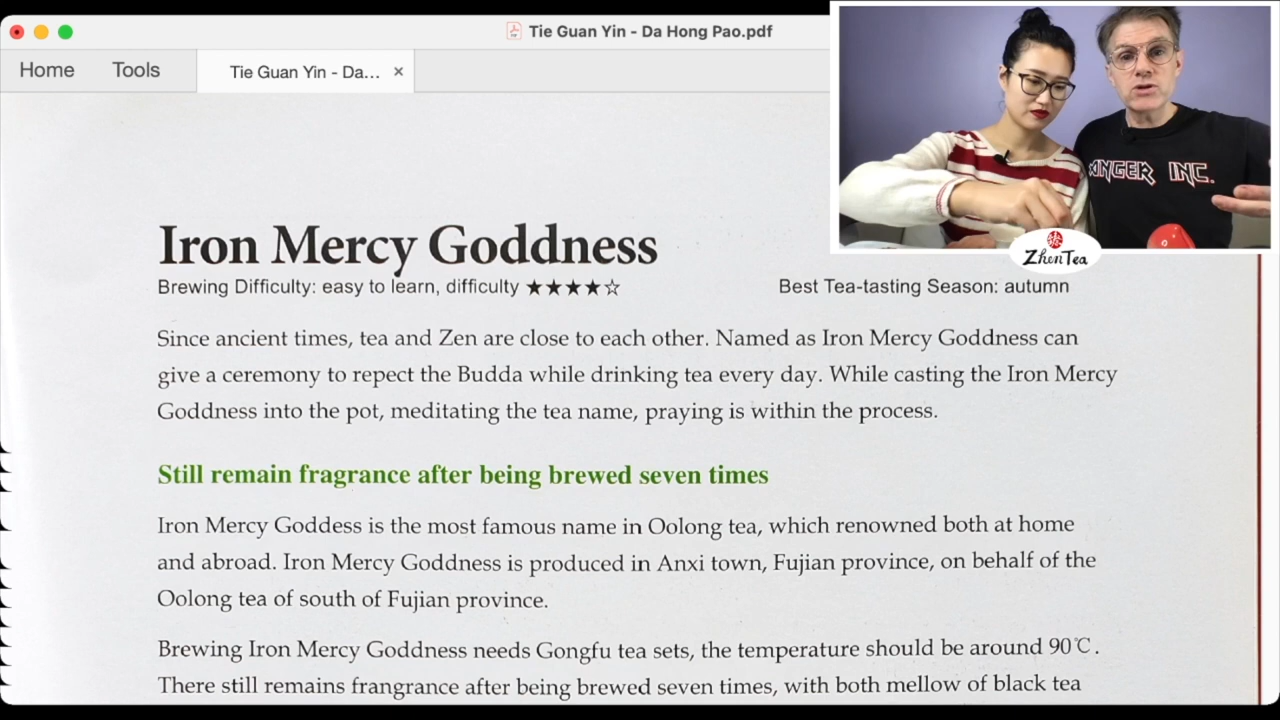 Tie Guan Yin - Da Hong Pao.pdf
Home Tools Tie Guan Yin - Da... ×
ANGER INC.
ZhenTea
Iron Mercy Goddness
Brewing Difficulty: easy to learn, difficulty ★★★★☆ Best Tea-tasting Season: autumn
Since ancient times, tea and Zen are close to each other. Named as Iron Mercy Goddness can
give a ceremony to repect the Budda while drinking tea every day. While casting the Iron Mercy
Goddness into the pot, meditating the tea name, praying is within the process.
Still remain fragrance after being brewed seven times
Iron Mercy Goddess is the most famous name in Oolong tea, which renowned both at home
and abroad. Iron Mercy Goddness is produced in Anxi town, Fujian province, on behalf of the
Oolong tea of south of Fujian province.
Brewing Iron Mercy Goddness needs Gongfu tea sets, the temperature should be around 90℃.
There still remains frangrance after being brewed seven times, with both mellow of black tea